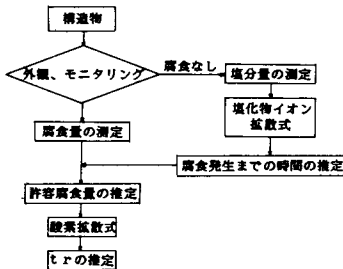 構造物
外観、モニタリング
腐食なし
塩分量の測定
塩化物イオン
拡散式
腐食量の測定
腐食発生までの時間の推定
許容腐食量の推定
酸素拡散式
trの推定